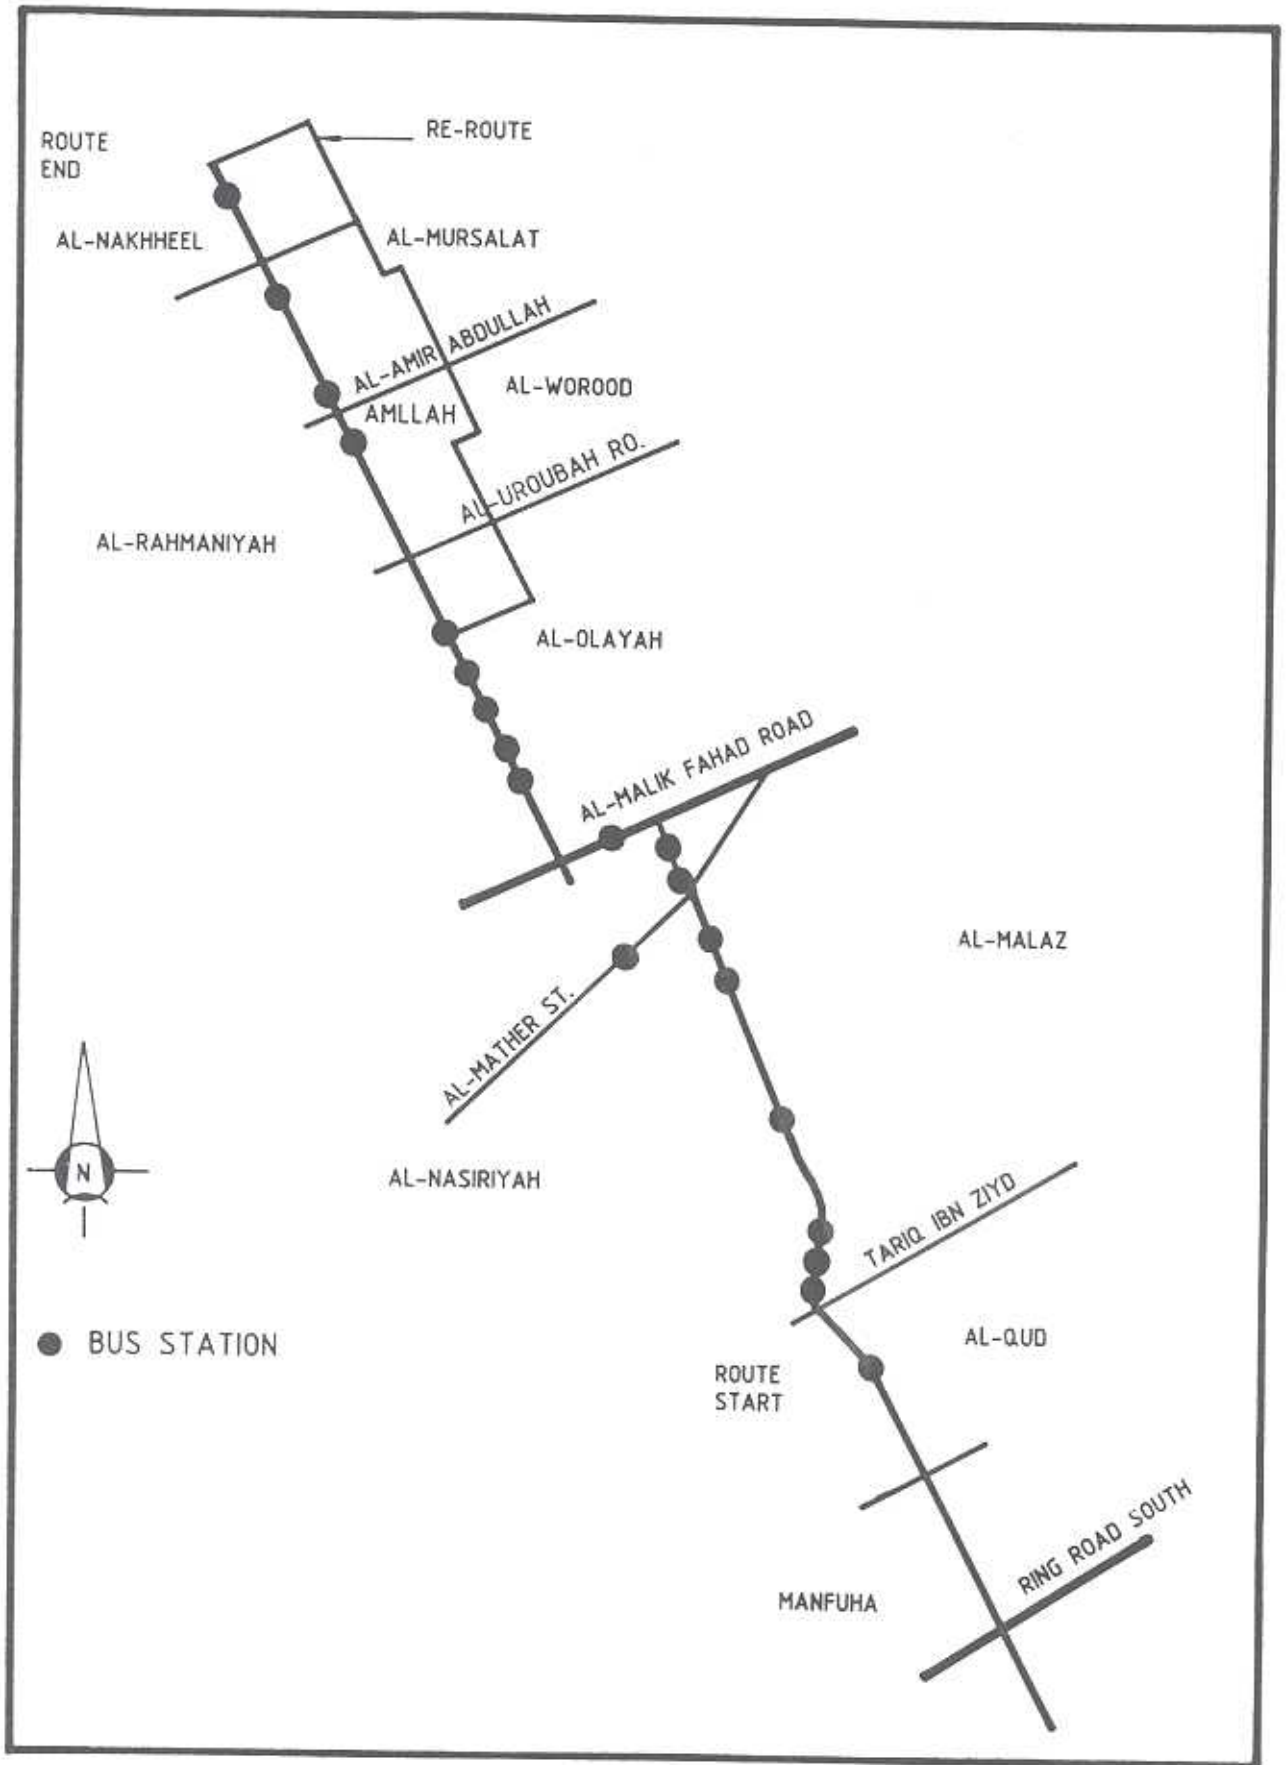 RE-ROUTE
ROUTE
END
AL-NAKHHEEL
AL-MURSALAT
AL-AMIR ABDULLAH
AL-WOROOD
AMLLAH
AL-UROUBAH RO.
AL-RAHMANIYAH
AL-OLAYAH
AL-MALIK FAHAD ROAD
AL-MALAZ
AL-MATHER ST.
N
AL-NASIRIYAH
TARIQ IBN ZIYD
BUS STATION
AL-QUD
ROUTE
START
RING ROAD SOUTH
MANFUHA